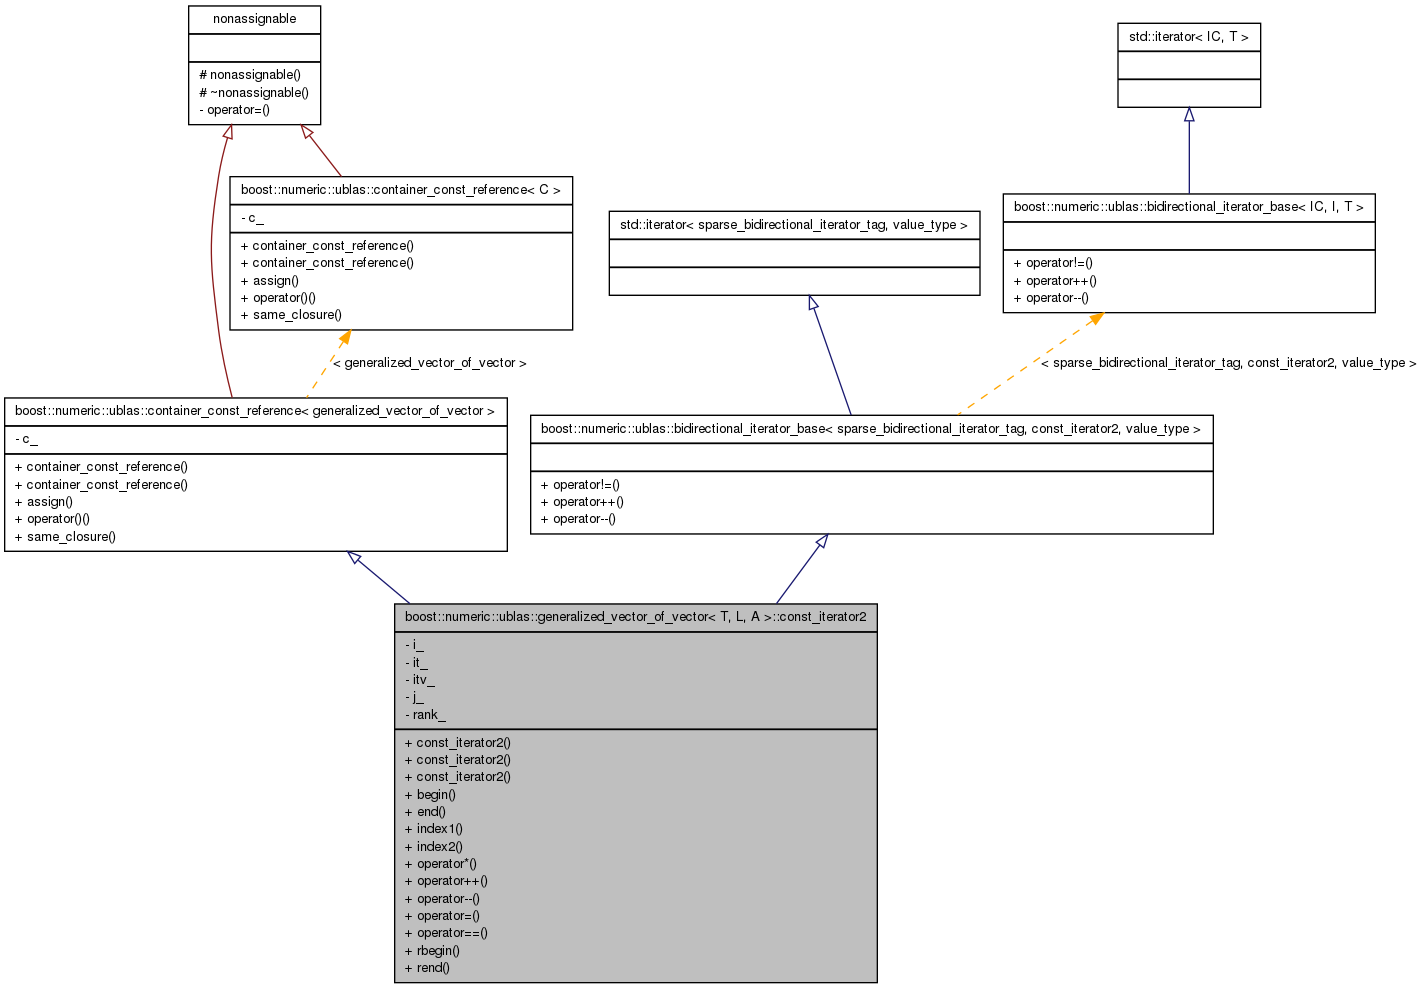 nonassignable
# nonassignable()
# ~nonassignable()
- operator=()
std::iterator< IC, T >
boost::numeric::ublas::container_const_reference< C >
- c_
+ container_const_reference()
+ container_const_reference()
+ assign()
+ operator()()
+ same_closure()
std::iterator< sparse_bidirectional_iterator_tag, value_type >
boost::numeric::ublas::bidirectional_iterator_base< IC, I, T >
+ operator!=()
+ operator++()
+ operator--()
< generalized_vector_of_vector >
< sparse_bidirectional_iterator_tag, const_iterator2, value_type >
boost::numeric::ublas::container_const_reference< generalized_vector_of_vector >
- c_
+ container_const_reference()
+ container_const_reference()
+ assign()
+ operator()()
+ same_closure()
boost::numeric::ublas::bidirectional_iterator_base< sparse_bidirectional_iterator_tag, const_iterator2, value_type >
+ operator!=()
+ operator++()
+ operator--()
boost::numeric::ublas::generalized_vector_of_vector< T, L, A >::const_iterator2
- i_
- it_
- itv_
- j_
- rank_
+ const_iterator2()
+ const_iterator2()
+ const_iterator2()
+ begin()
+ end()
+ index1()
+ index2()
+ operator*()
+ operator++()
+ operator--()
+ operator=()
+ operator==()
+ rbegin()
+ rend()